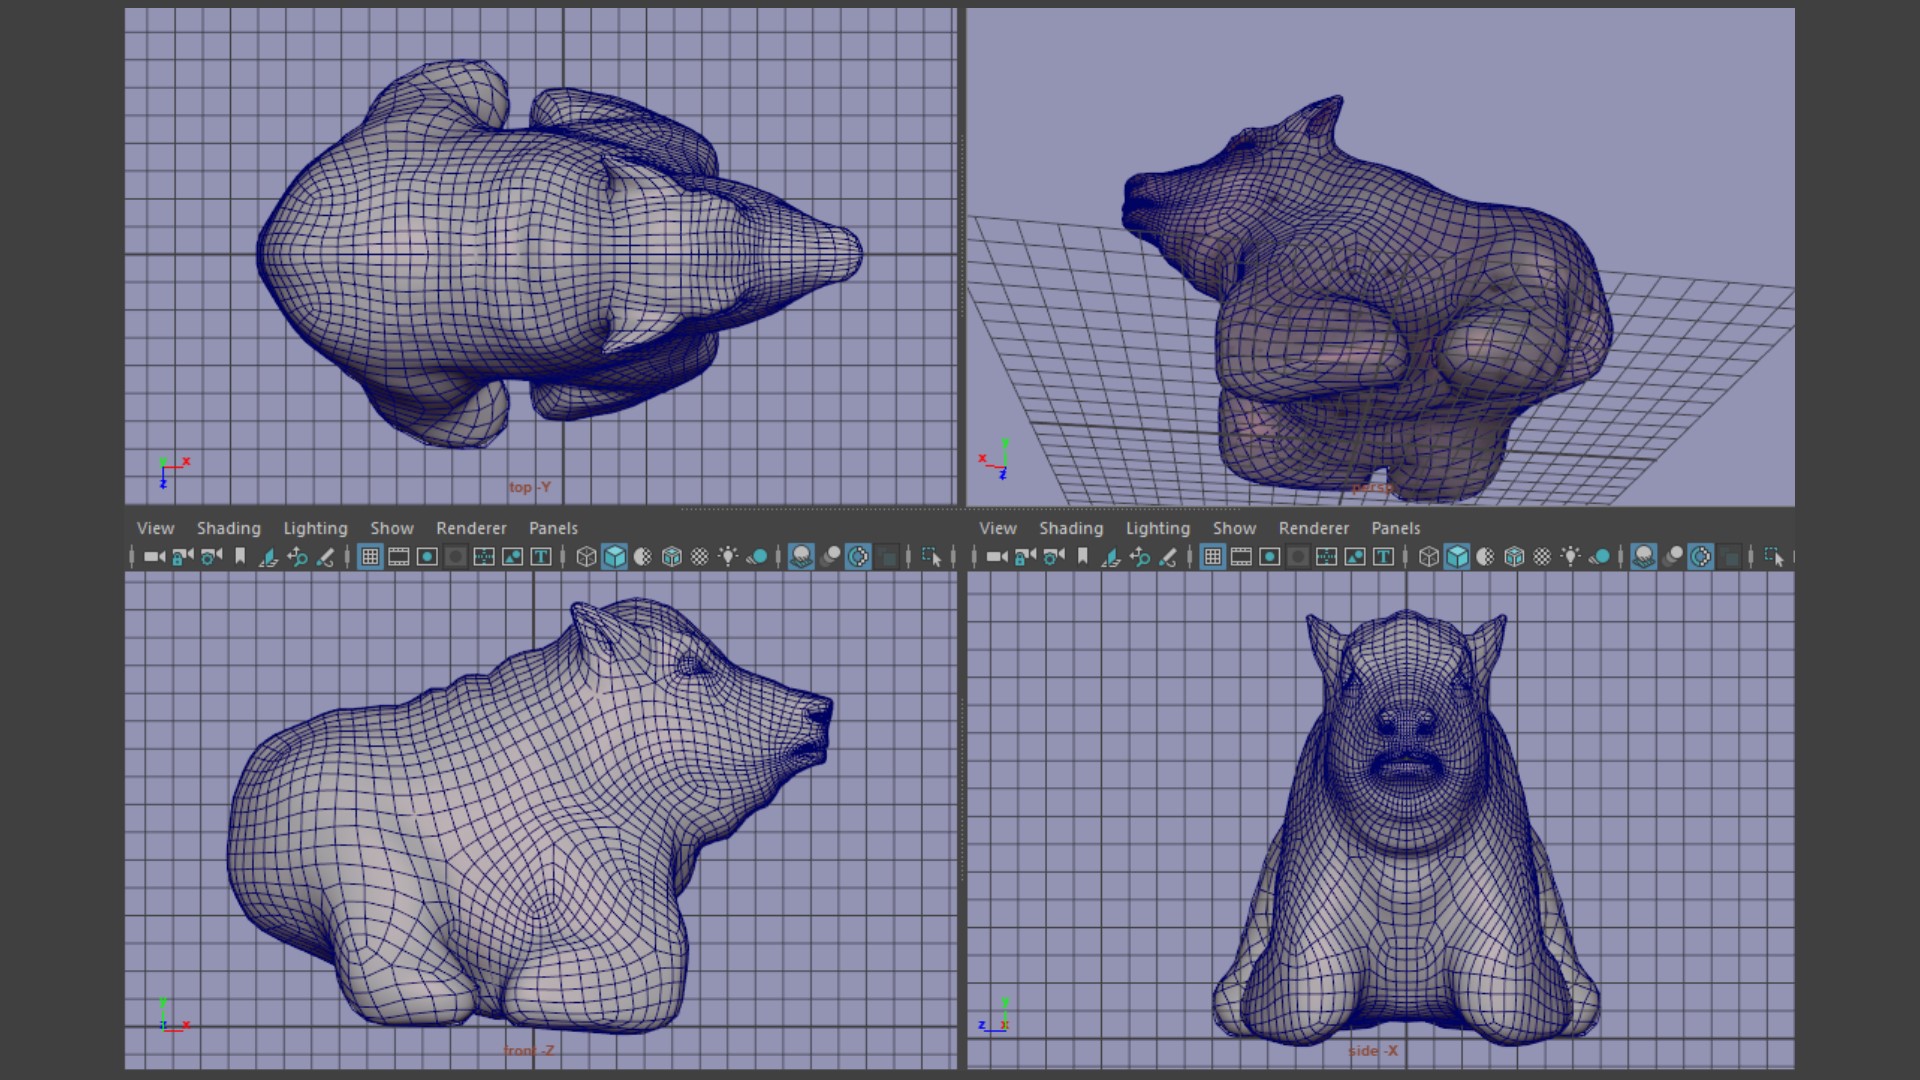 y x
z
top -Y
y
x
z
persp
View Shading Lighting Show Renderer Panels
View Shading Lighting Show Renderer Panels
T
T
y
z x
front -Z
y
z x
side -X